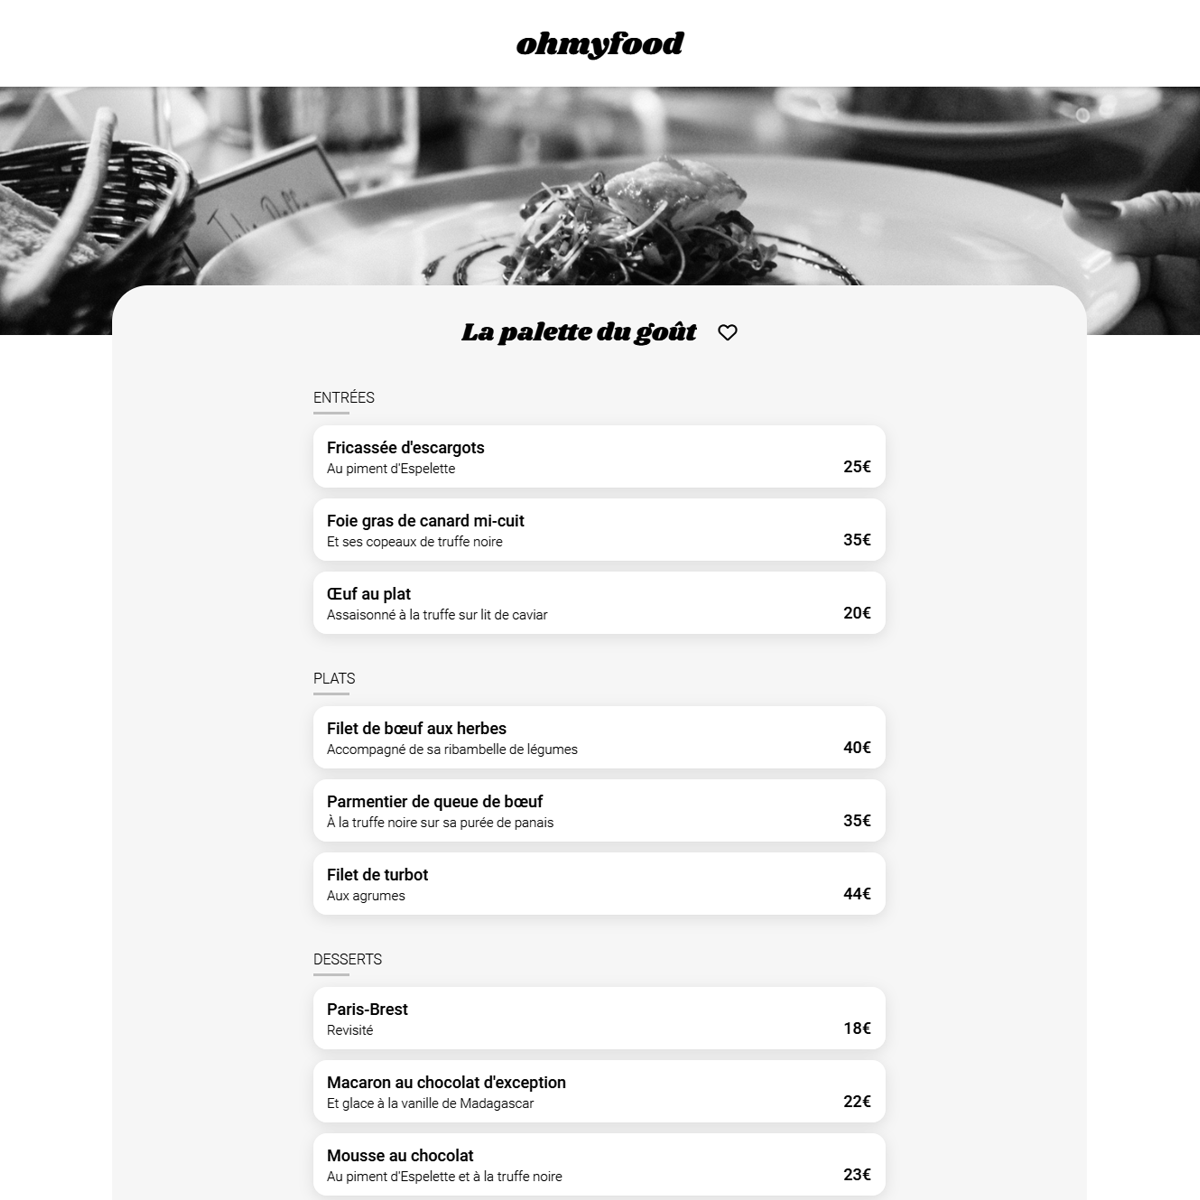 ohmyfood
La palette du goût
ENTRÉES
Fricassée d'escargots
Au piment d'Espelette
25€
Foie gras de canard mi-cuit
Et ses copeaux de truffe noire
35€
Œuf au plat
Assaisonné à la truffe sur lit de caviar
20€
PLATS
Filet de bœuf aux herbes
Accompagné de sa ribambelle de légumes
40€
Parmentier de queue de bœuf
À la truffe noire sur sa purée de panais
35€
Filet de turbot
Aux agrumes
44€
DESSERTS
Paris-Brest
Revisité
18€
Macaron au chocolat d'exception
Et glace à la vanille de Madagascar
22€
Mousse au chocolat
Au piment d'Espelette et à la truffe noire
23€